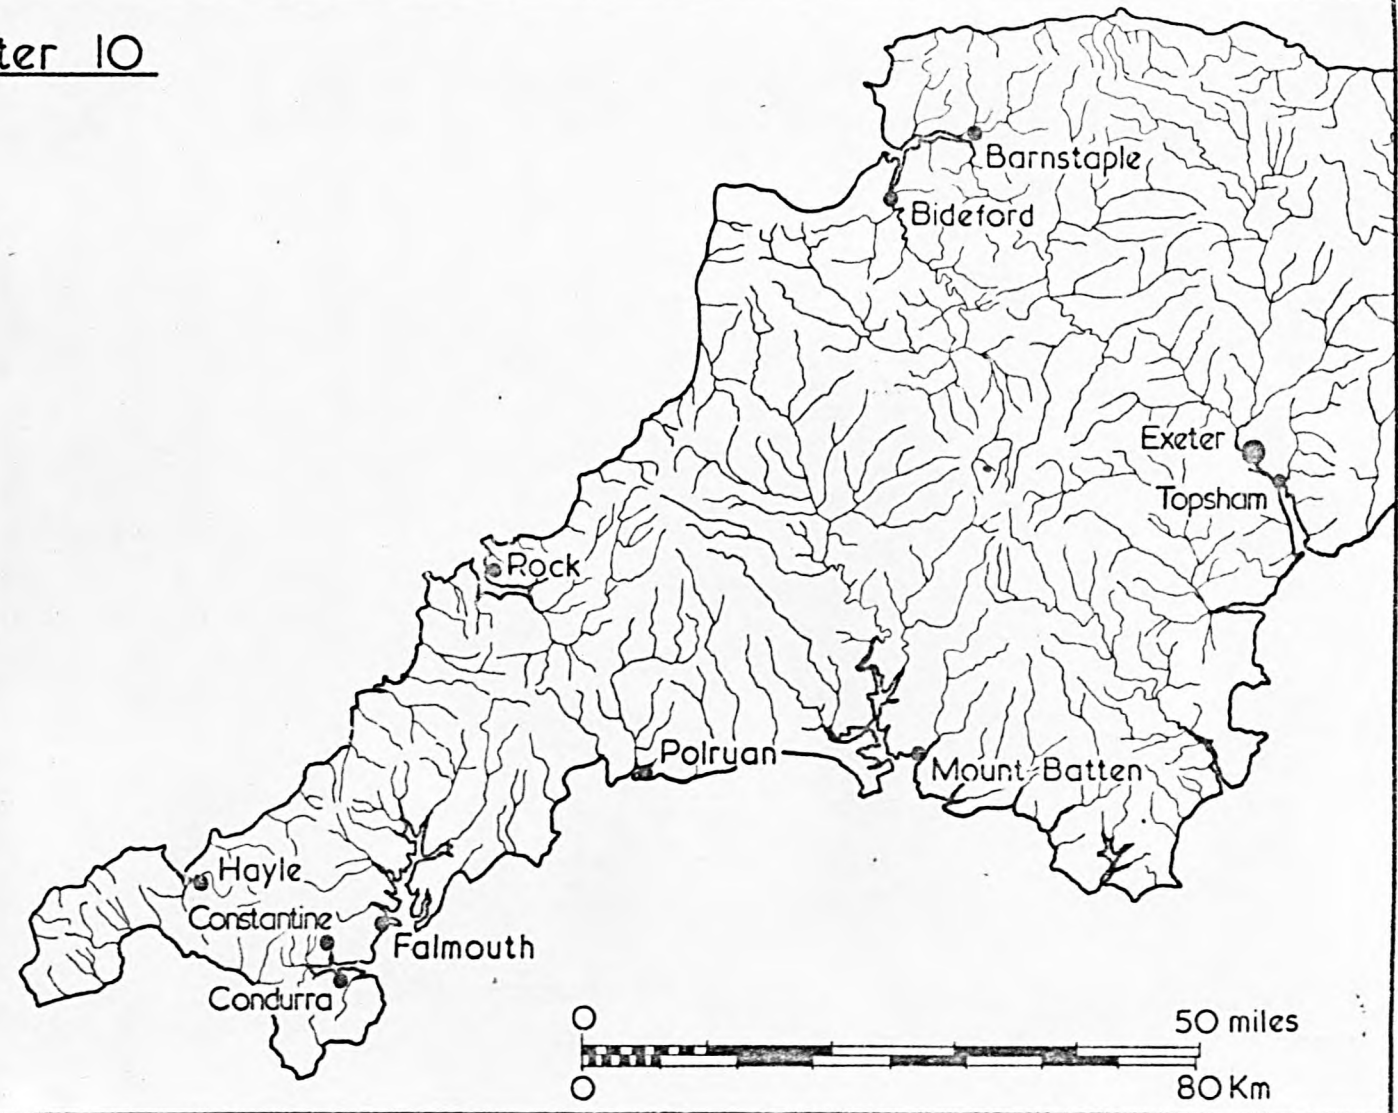 ter 10
Barnstaple
Bideford
Exeter
Topsham
Rock
Polruan
Mount Batten
Hayle
Constantine
Falmouth
Condurra
0
50 miles
0
80 Km